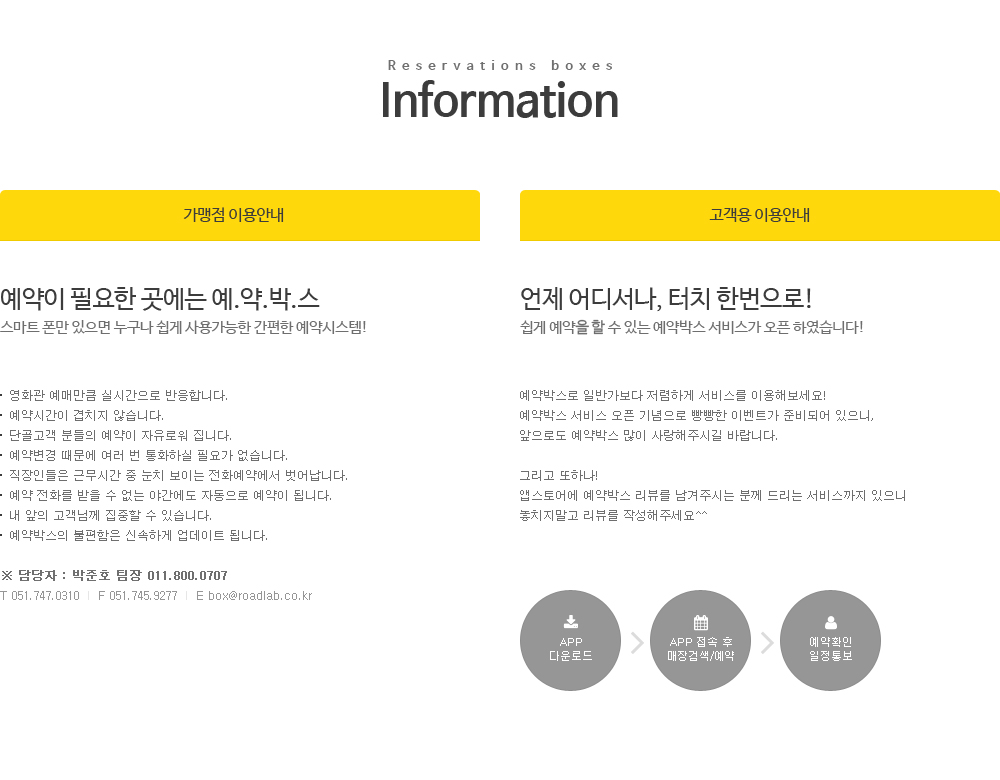 Reservations boxes
Information
가맹점 이용안내
예약이 필요한 곳에는 예.약.박.스
스마트 폰만 있으면 누구나 쉽게 사용가능한 간편한 예약시스템!
영화관 예매만큼 실시간으로 반응합니다.
예약시간이 겹치지 않습니다.
단골고객 분들의 예약이 자유로워 집니다.
예약변경 때문에 여러 번 통화하실 필요가 없습니다.
직장인들은 근무시간 중 눈치 보이는 전화예약에서 벗어납니다.
예약 전화를 받을 수 없는 야간에도 자동으로 예약이 됩니다.
내 앞의 고객님께 집중할 수 있습니다.
예약박스의 불편함은 신속하게 업데이트 됩니다.
※ 담당자 : 박준호 팀장 011.800.0707
T 051.747.0310 | F 051.745.9277 | E box@roadlab.co.kr
고객용 이용안내
언제 어디서나, 터치 한번으로!
쉽게 예약을 할 수 있는 예약박스 서비스가 오픈 하였습니다!
예약박스로 일반가보다 저렴하게 서비스를 이용해보세요!
예약박스 서비스 오픈 기념으로 빵빵한 이벤트가 준비되어 있으니,
앞으로도 예약박스 많이 사랑해주시길 바랍니다.
그리고 또하나!
앱스토어에 예약박스 리뷰를 남겨주시는 분께 드리는 서비스까지 있으니
놓치지말고 리뷰를 작성해주세요^^
APP
다운로드
APP 접속 후
매장검색/예약
예약확인
일정통보